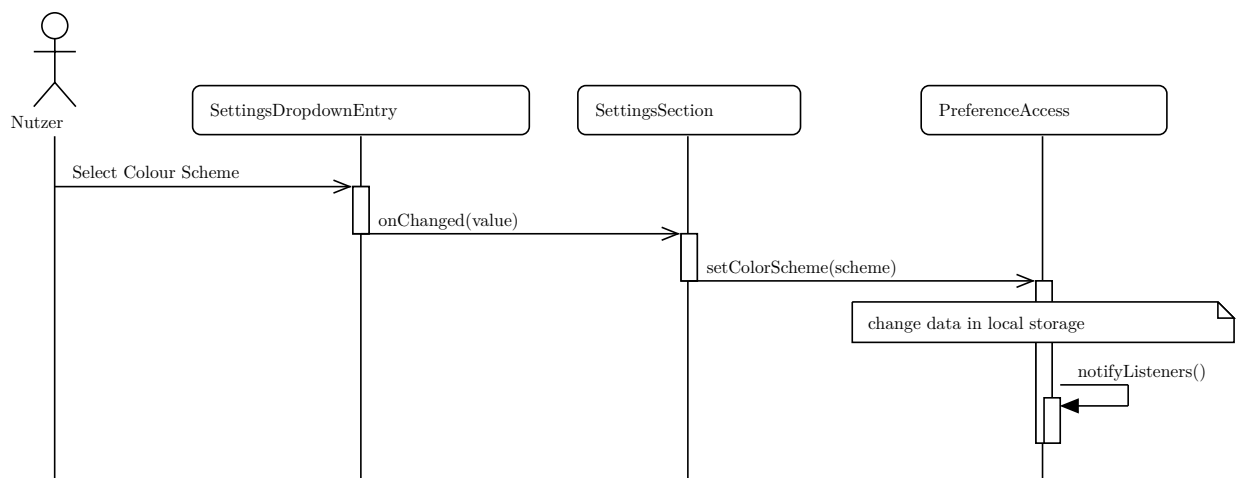 Nutzer
SettingsDropdownEntry
SettingsSection
PreferenceAccess
Select Colour Scheme
onChanged(value)
setColorScheme(scheme)
change data in local storage
notifyListeners()